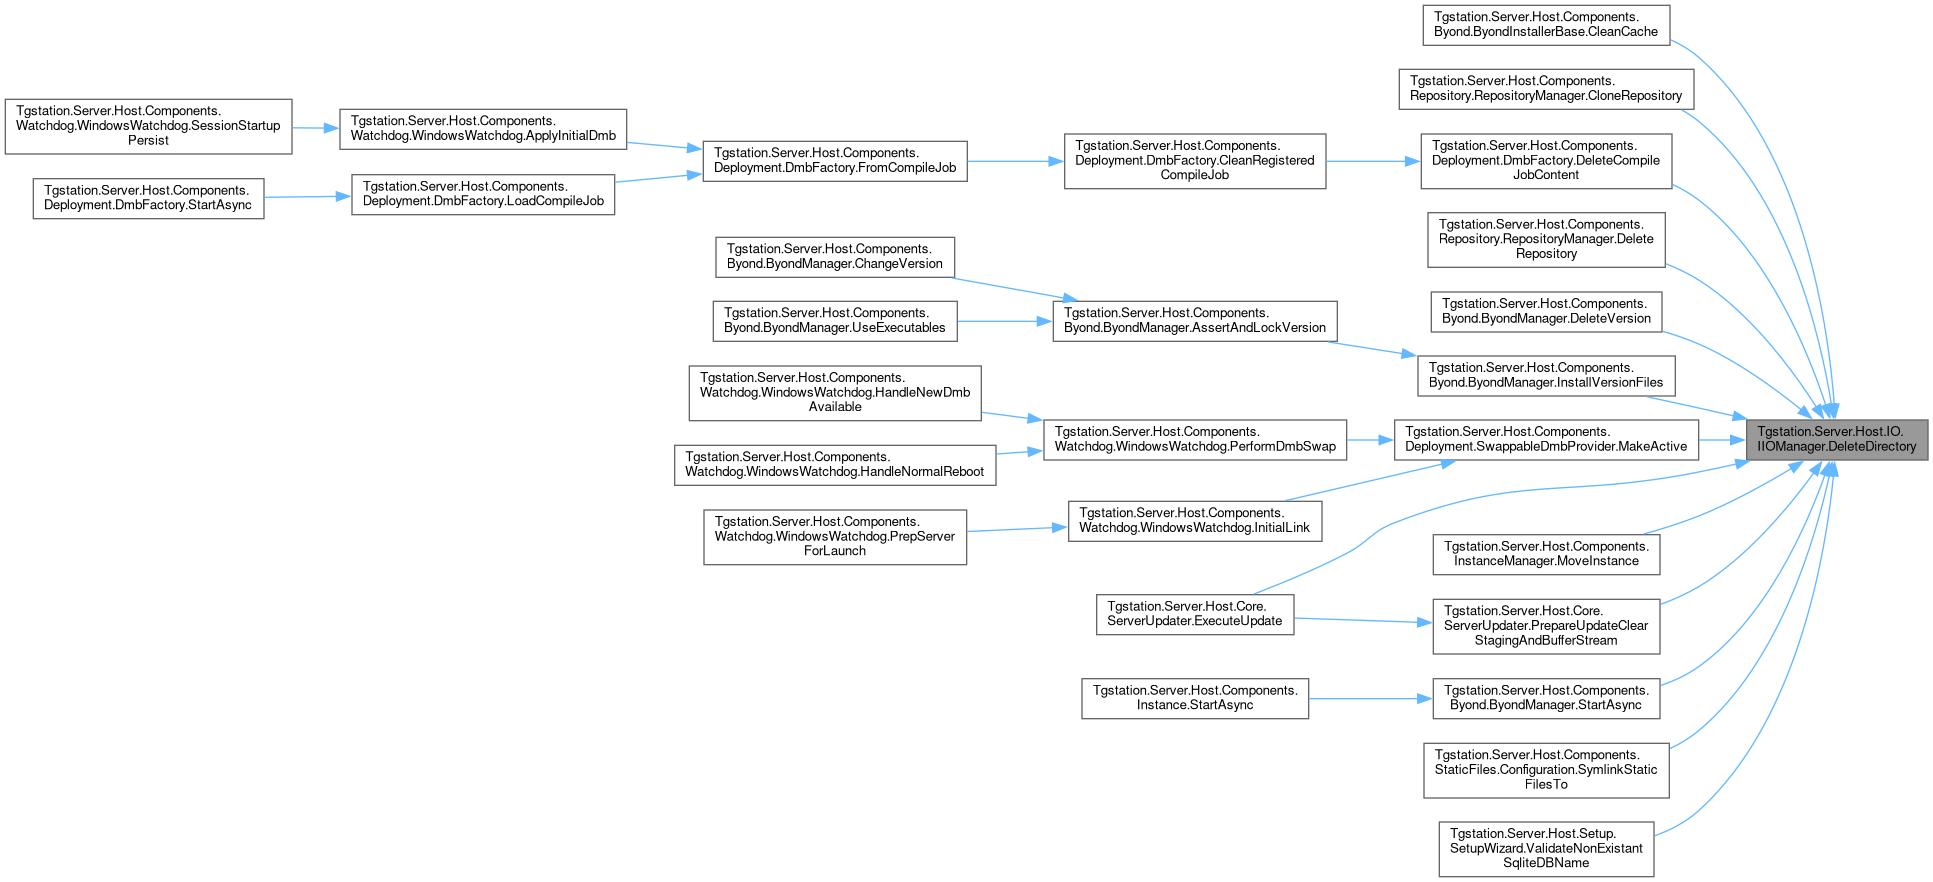 Tgstation.Server.Host.Components.
Byond.ByondInstallerBase.CleanCache
Tgstation.Server.Host.Components.
Repository.RepositoryManager.CloneRepository
Tgstation.Server.Host.Components.
Watchdog.WindowsWatchdog.SessionStartup
Persist
Tgstation.Server.Host.Components.
Watchdog.WindowsWatchdog.ApplyInitialDmb
Tgstation.Server.Host.Components.
Deployment.DmbFactory.FromCompileJob
Tgstation.Server.Host.Components.
Deployment.DmbFactory.CleanRegistered
CompileJob
Tgstation.Server.Host.Components.
Deployment.DmbFactory.DeleteCompile
JobContent
Tgstation.Server.Host.Components.
Deployment.DmbFactory.StartAsync
Tgstation.Server.Host.Components.
Deployment.DmbFactory.LoadCompileJob
Tgstation.Server.Host.Components.
Repository.RepositoryManager.Delete
Repository
Tgstation.Server.Host.Components.
Byond.ByondManager.ChangeVersion
Tgstation.Server.Host.Components.
Byond.ByondManager.UseExecutables
Tgstation.Server.Host.Components.
Byond.ByondManager.AssertAndLockVersion
Tgstation.Server.Host.Components.
Byond.ByondManager.DeleteVersion
Tgstation.Server.Host.Components.
Byond.ByondManager.InstallVersionFiles
Tgstation.Server.Host.Components.
Watchdog.WindowsWatchdog.HandleNewDmb
Available
Tgstation.Server.Host.Components.
Watchdog.WindowsWatchdog.HandleNormalReboot
Tgstation.Server.Host.Components.
Watchdog.WindowsWatchdog.PerformDmbSwap
Tgstation.Server.Host.Components.
Deployment.SwappableDmbProvider.MakeActive
Tgstation.Server.Host.IO.
IIOManager.DeleteDirectory
Tgstation.Server.Host.Components.
Watchdog.WindowsWatchdog.PrepServer
ForLaunch
Tgstation.Server.Host.Components.
Watchdog.WindowsWatchdog.InitialLink
Tgstation.Server.Host.Components.
InstanceManager.MoveInstance
Tgstation.Server.Host.Core.
ServerUpdater.ExecuteUpdate
Tgstation.Server.Host.Core.
ServerUpdater.PrepareUpdateClear
StagingAndBufferStream
Tgstation.Server.Host.Components.
Instance.StartAsync
Tgstation.Server.Host.Components.
Byond.ByondManager.StartAsync
Tgstation.Server.Host.Components.
StaticFiles.Configuration.SymlinkStatic
FilesTo
Tgstation.Server.Host.Setup.
SetupWizard.ValidateNonExistant
SqliteDBName